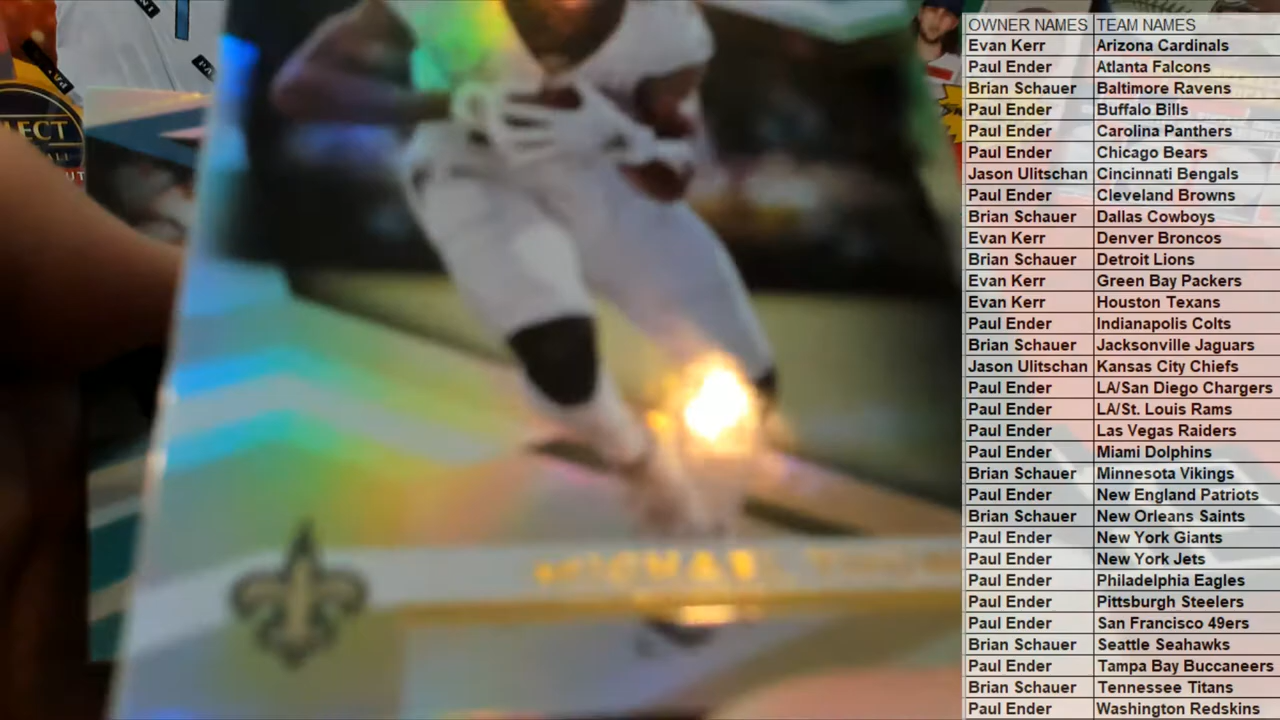 OWNER NAMES TEAM NAMES
Evan Kerr Arizona Cardinals
Paul Ender Atlanta Falcons
Brian Schauer Baltimore Ravens
Paul Ender Buffalo Bills
Paul Ender Carolina Panthers
Paul Ender Chicago Bears
Jason Ulitschan Cincinnati Bengals
Paul Ender Cleveland Browns
Brian Schauer Dallas Cowboys
Evan Kerr Denver Broncos
Brian Schauer Detroit Lions
Evan Kerr Green Bay Packers
Evan Kerr Houston Texans
Paul Ender Indianapolis Colts
Brian Schauer Jacksonville Jaguars
Jason Ulitschan Kansas City Chiefs
Paul Ender LA/San Diego Chargers
Paul Ender LA/St. Louis Rams
Paul Ender Las Vegas Raiders
Paul Ender Miami Dolphins
Brian Schauer Minnesota Vikings
Paul Ender New England Patriots
Brian Schauer New Orleans Saints
Paul Ender New York Giants
Paul Ender New York Jets
Paul Ender Philadelphia Eagles
Paul Ender Pittsburgh Steelers
Paul Ender San Francisco 49ers
Brian Schauer Seattle Seahawks
Paul Ender Tampa Bay Buccaneers
Brian Schauer Tennessee Titans
Paul Ender Washington Redskins
MICHAEL